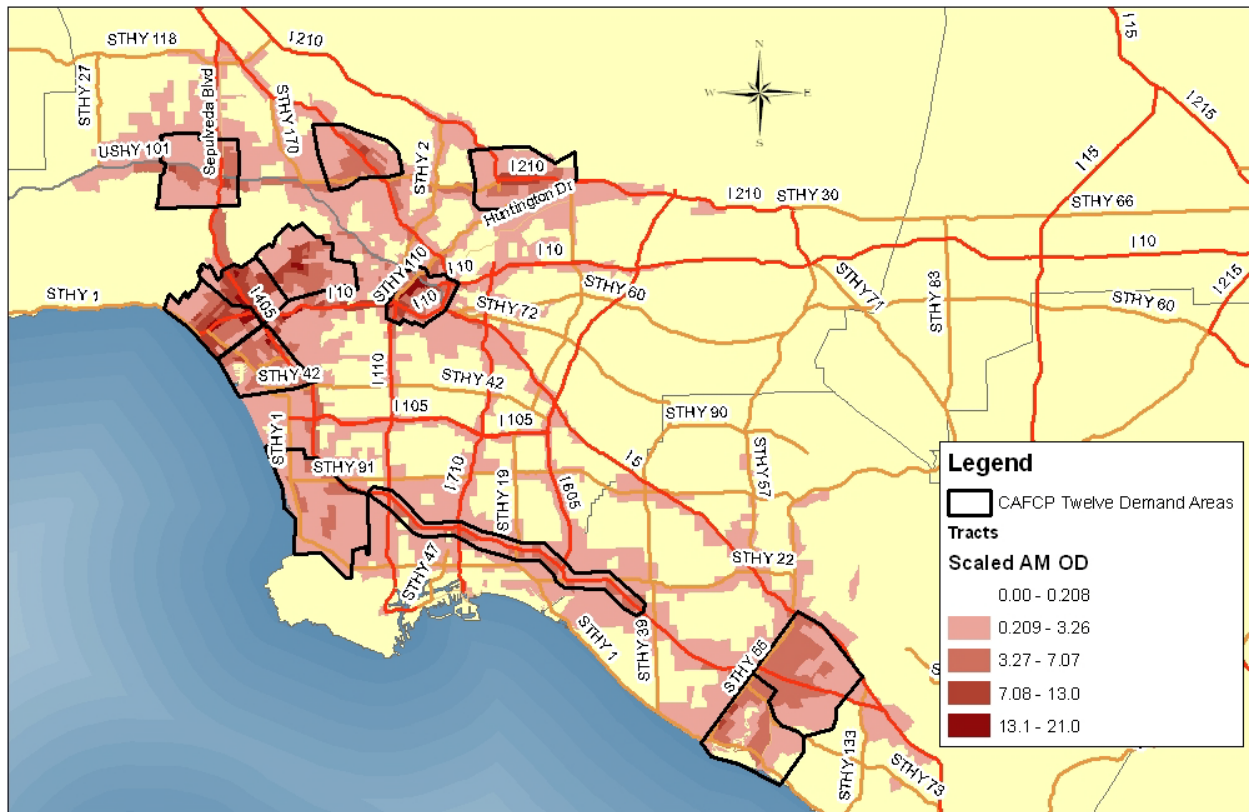 STHY 118
I 210
I 15
STHY 27
N
I 215
STHY 170
Sepulveda Blvd
W
E
S
USHY 101
STHY 2
I 210
I 15
Huntington Dr
I 210
STHY 30
STHY 66
I 10
STHY 110
I 10
I 10
STHY 1
I 405
I 10
I 10
STHY 72
STHY 60
STHY 71
STHY 83
STHY 60
I 215
STHY 42
I 110
STHY 42
I 105
I 105
STHY 90
STHY 1
STHY 91
I 710
STHY 19
I 605
I 5
STHY 57
STHY 47
STHY 22
STHY 1
STHY 39
STHY 55
STHY 133
STHY 73
Legend
CAFCP Twelve Demand Areas
Tracts
Scaled AM OD
0.00 - 0.208
0.209 - 3.26
3.27 - 7.07
7.08 - 13.0
13.1 - 21.0